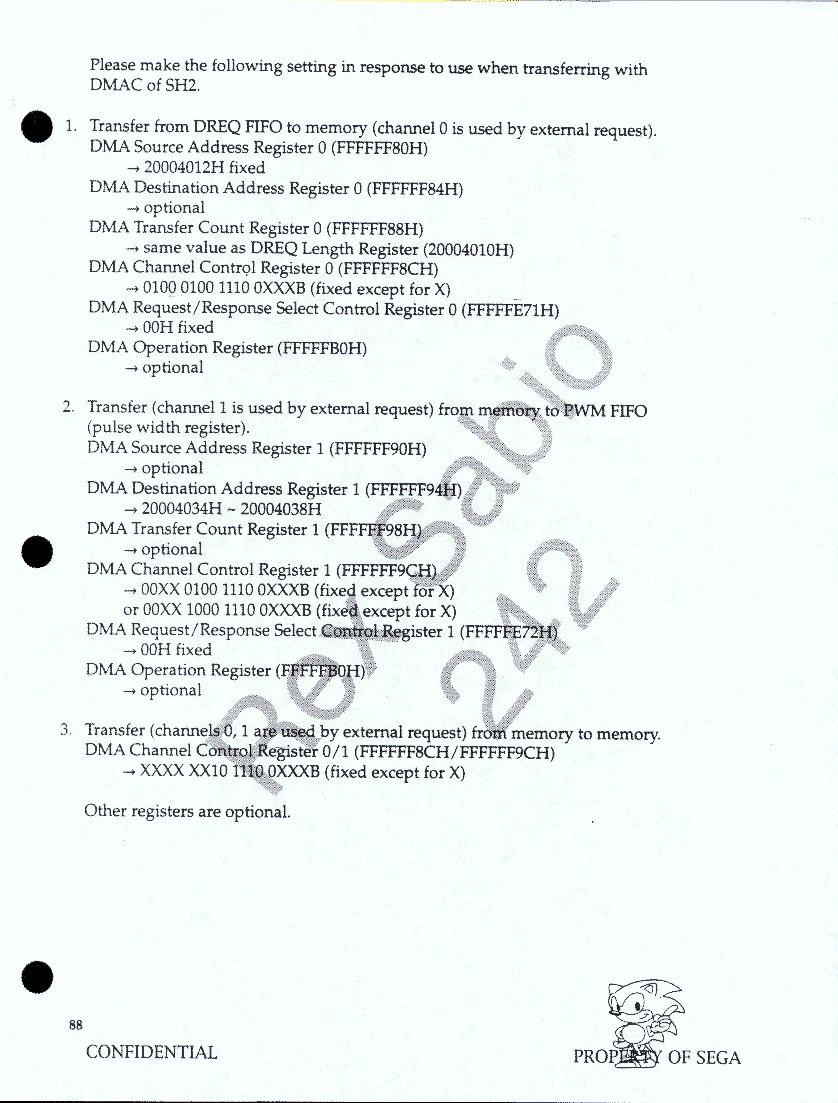 Please make the following setting in response to use when transferring with
DMAC of SH2.
1. Transfer from DREQ FIFO to memory (channel 0 is used by external request).
DMA Source Address Register 0 (FFFFFF80H)
→ 20004012H fixed
DMA Destination Address Register 0 (FFFFFF84H)
→ optional
DMA Transfer Count Register 0 (FFFFFF88H)
→ same value as DREQ Length Register (20004010H)
DMA Channel Control Register 0 (FFFFFF8CH)
→ 0100 0100 1110 0XXXB (fixed except for X)
DMA Request/Response Select Control Register 0 (FFFFFE71H)
→ 00H fixed
DMA Operation Register (FFFFFB0H)
→ optional
2. Transfer (channel 1 is used by external request) from memory to PWM FIFO
(pulse width register).
DMA Source Address Register 1 (FFFFFF90H)
→ optional
DMA Destination Address Register 1 (FFFFFF94H)
→ 20004034H ~ 20004038H
DMA Transfer Count Register 1 (FFFFFF98H)
→ optional
DMA Channel Control Register 1 (FFFFFF9CH)
→ 00XX 0100 1110 0XXXB (fixed except for X)
or 00XX 1000 1110 0XXXB (fixed except for X)
DMA Request/Response Select Control Register 1 (FFFFFE72H)
→ 00H fixed
DMA Operation Register (FFFFFB0H)
→ optional
3. Transfer (channels 0, 1 are used by external request) from memory to memory.
DMA Channel Control Register 0/1 (FFFFFF8CH/FFFFFF9CH)
→ XXXX XX10 1110 0XXXB (fixed except for X)
Other registers are optional.
Rex Sabio
242
88
CONFIDENTIAL
PROPERTY OF SEGA